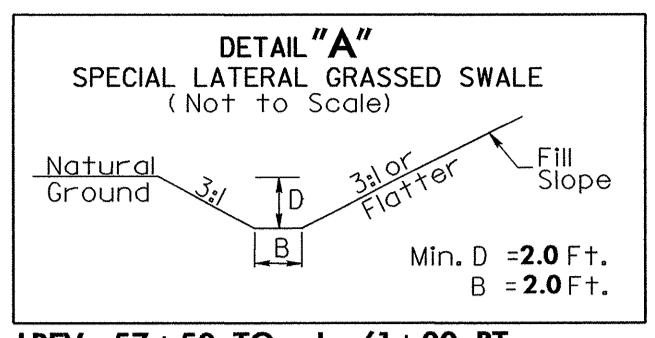 DETAIL "A"
SPECIAL LATERAL GRASSED SWALE
(Not to Scale)
Natural
Ground
3:1
D
3:1 or
Flatter
Fill
Slope
B
Min. D = 2.0 Ft.
B = 2.0 Ft.